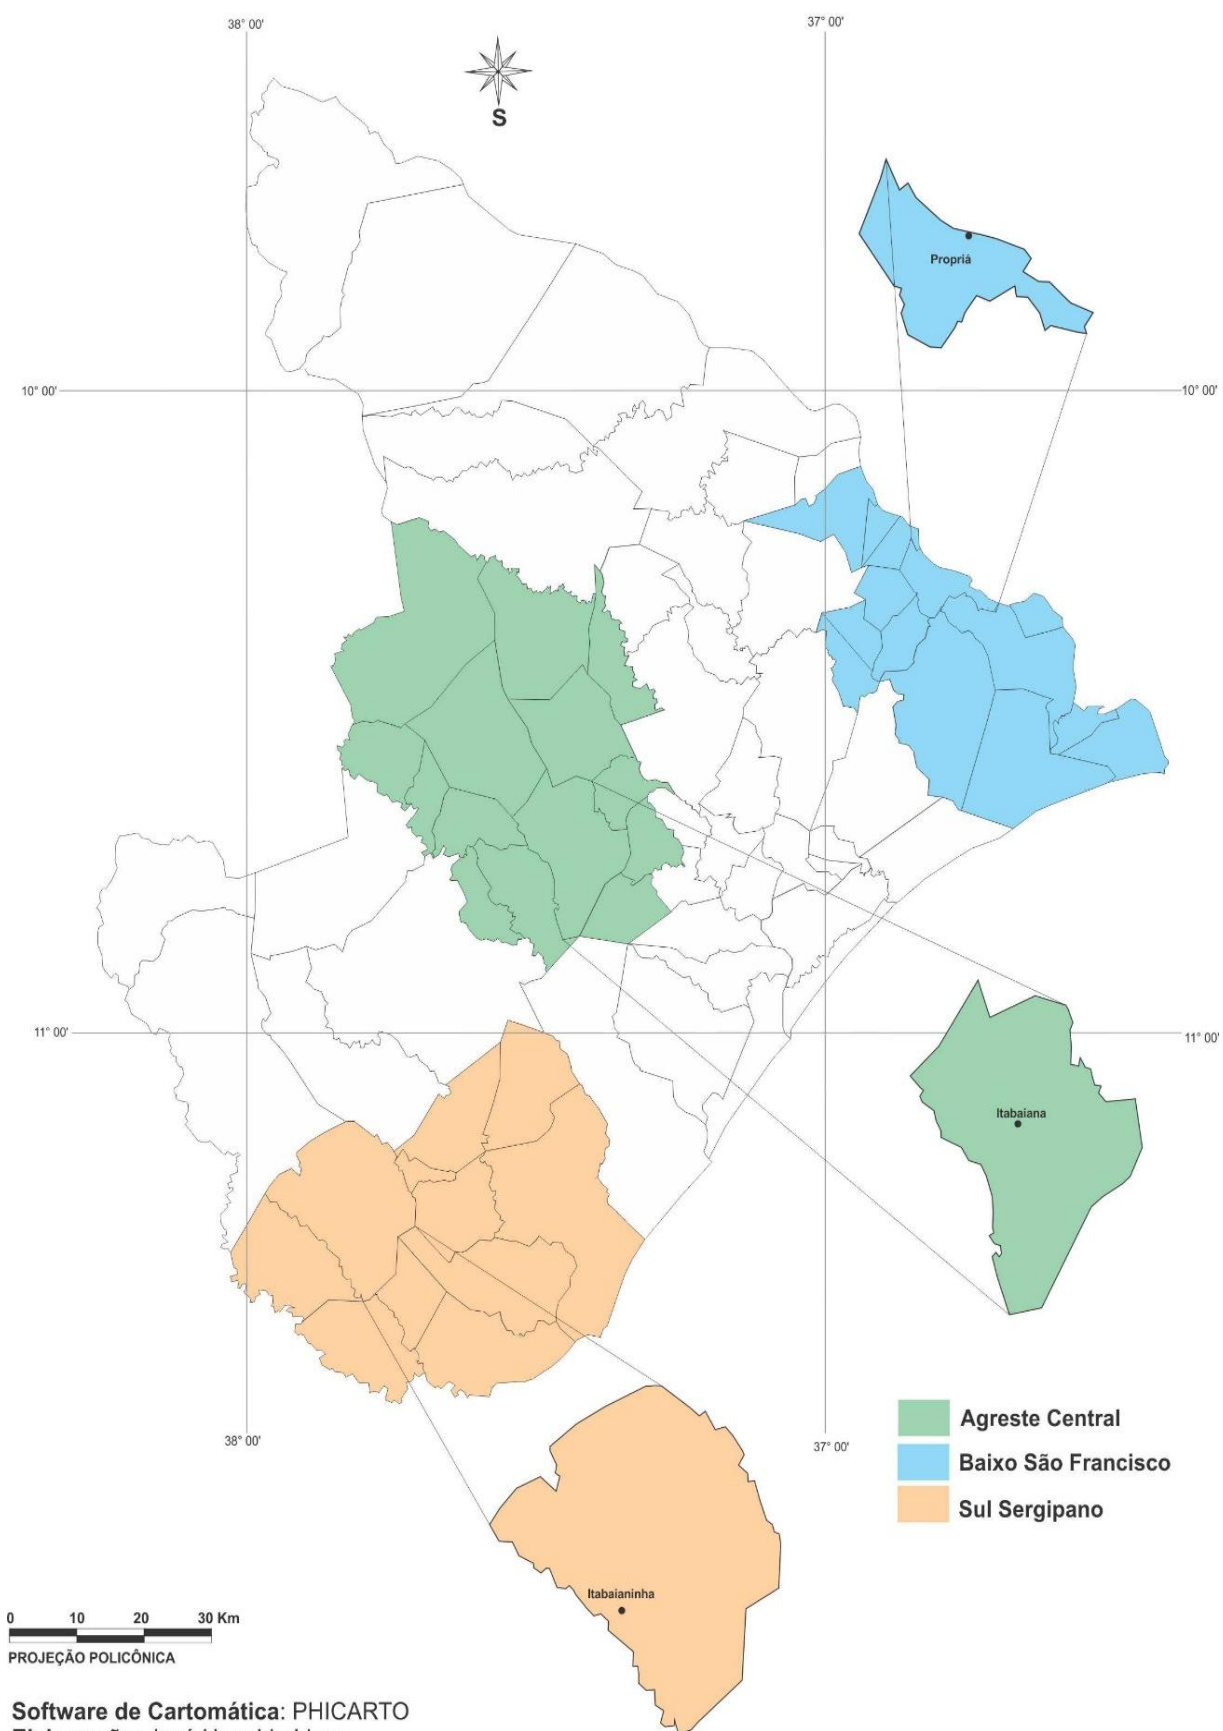 38° 00'
37° 00'
S
Propriá
10° 00'
10° 00'
11° 00'
11° 00'
Itabaiana
38° 00'
37° 00'
Agreste Central
Baixo São Francisco
Sul Sergipano
Itabaianinha
0 10 20 30 Km
PROJEÇÃO POLICÔNICA
Software de Cartomática: PHICARTO